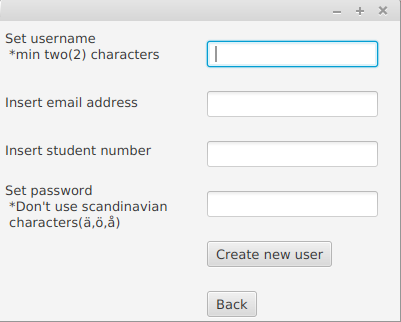 Set username
*min two(2) characters
Insert email address
Insert student number
Set password
*Don't use scandinavian
characters(ä,ö,å)
Create new user
Back